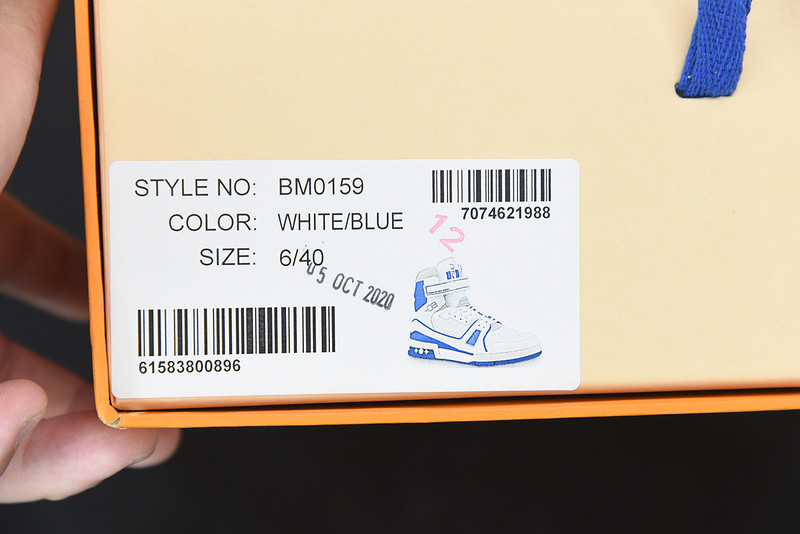 STYLE NO: BM0159
7074621988
COLOR: WHITE/BLUE
12
SIZE: 6/40
05 OCT 2020
61583800896